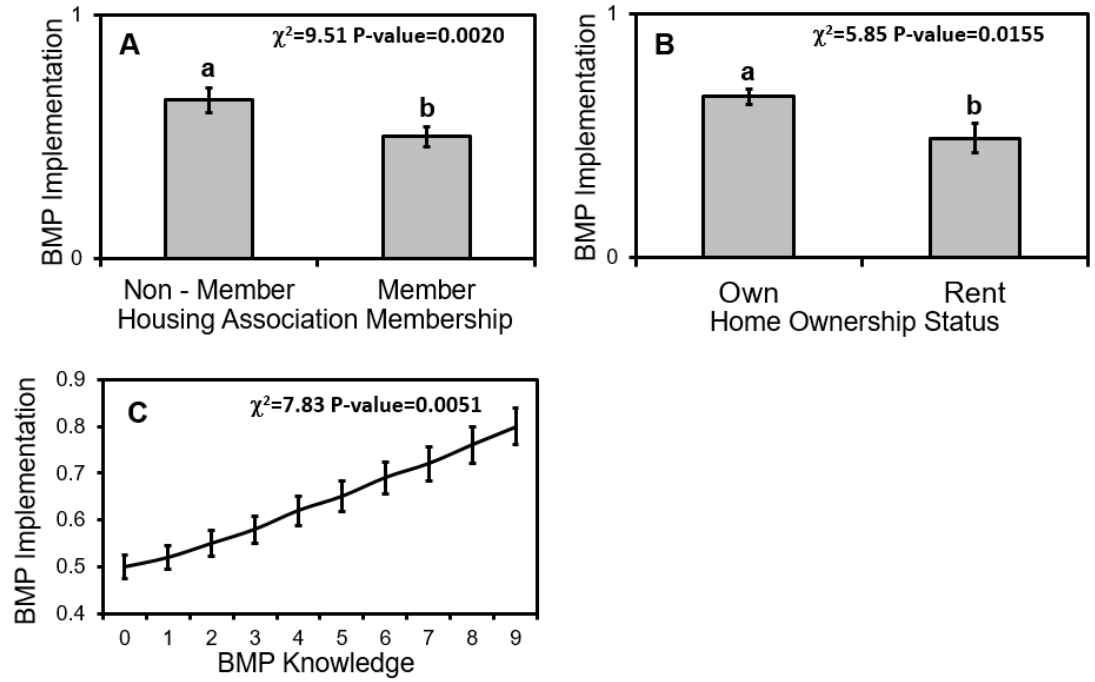 A
χ²=9.51 P-value=0.0020
1
0
BMP Implementation
a
b
Non - Member
Member
Housing Association Membership
B
χ²=5.85 P-value=0.0155
1
0
BMP Implementation
a
b
Own
Rent
Home Ownership Status
C
χ²=7.83 P-value=0.0051
0.9
0.8
0.7
0.6
0.5
0.4
BMP Implementation
0 1 2 3 4 5 6 7 8 9
BMP Knowledge